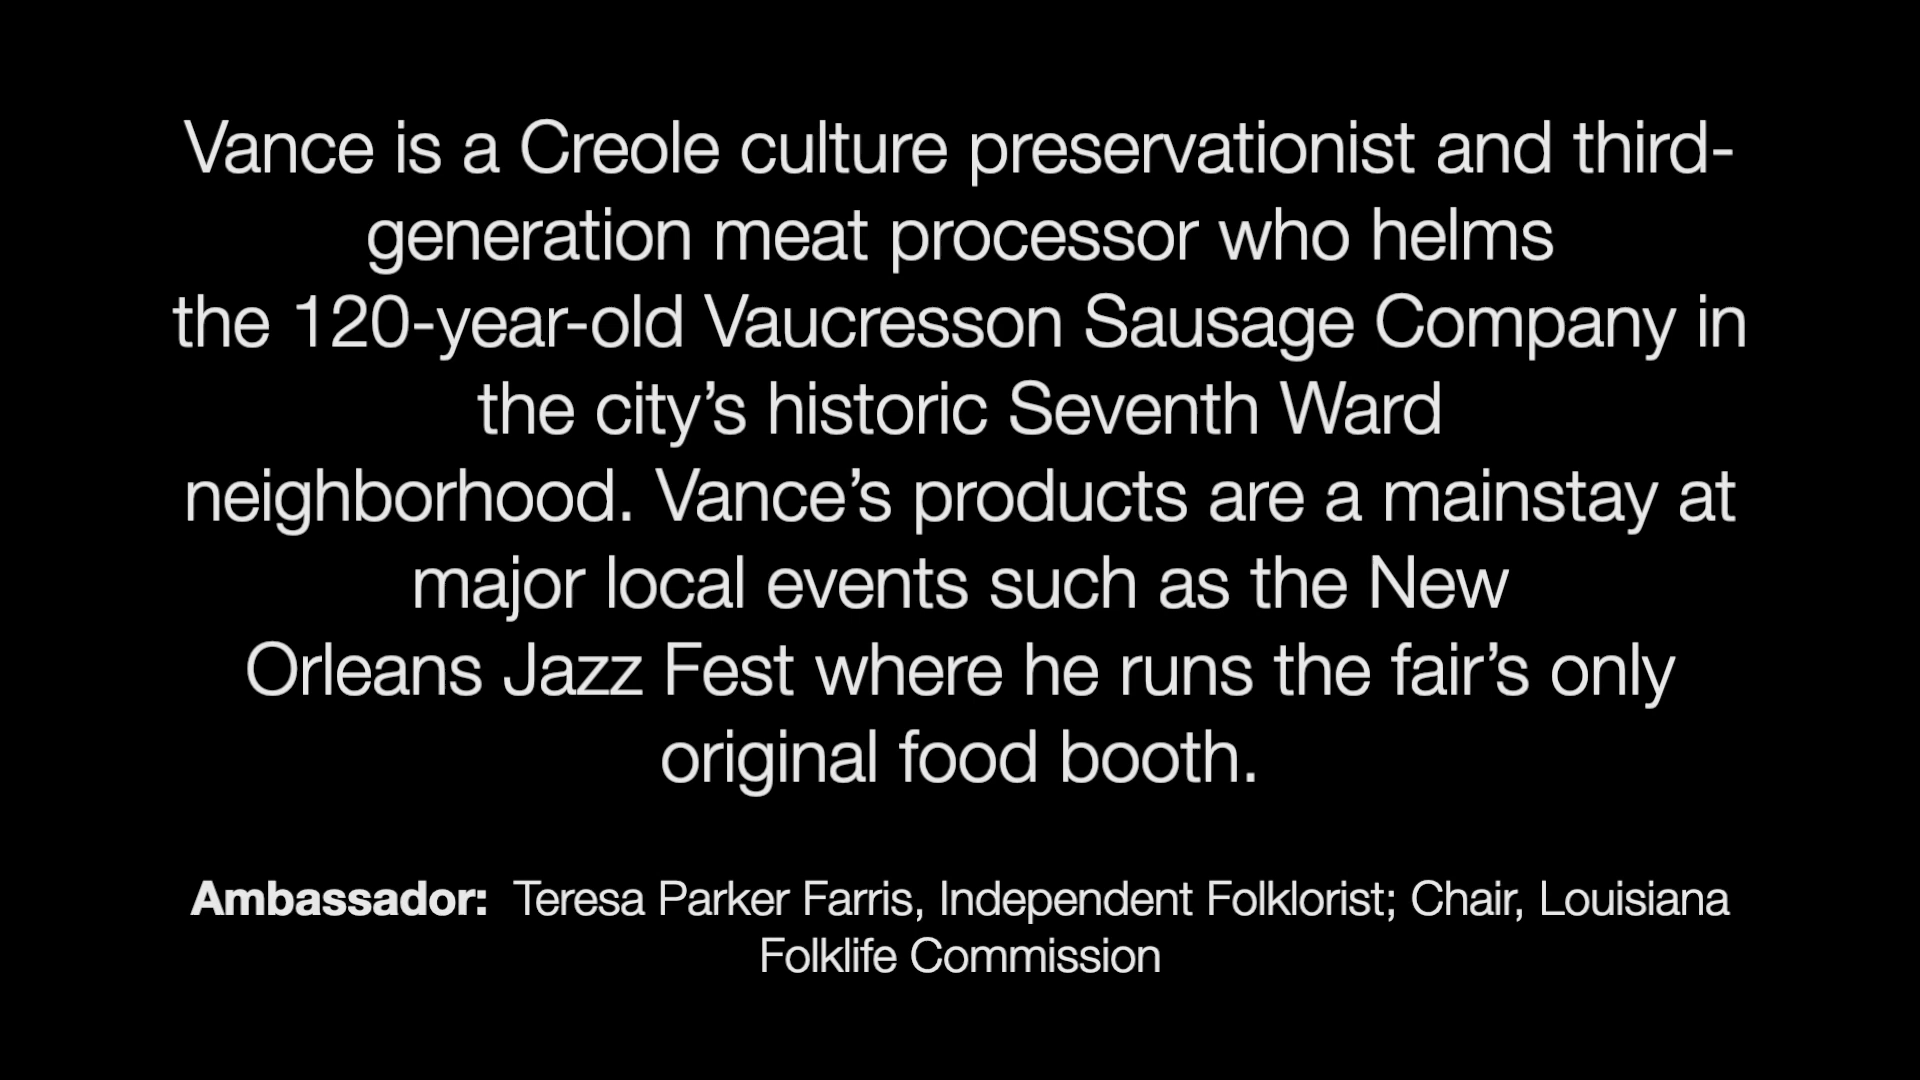 Vance is a Creole culture preservationist and third-
generation meat processor who helms
the 120-year-old Vaucresson Sausage Company in
the city’s historic Seventh Ward
neighborhood. Vance’s products are a mainstay at
major local events such as the New
Orleans Jazz Fest where he runs the fair’s only
original food booth.
Ambassador: Teresa Parker Farris, Independent Folklorist; Chair, Louisiana
Folklife Commission